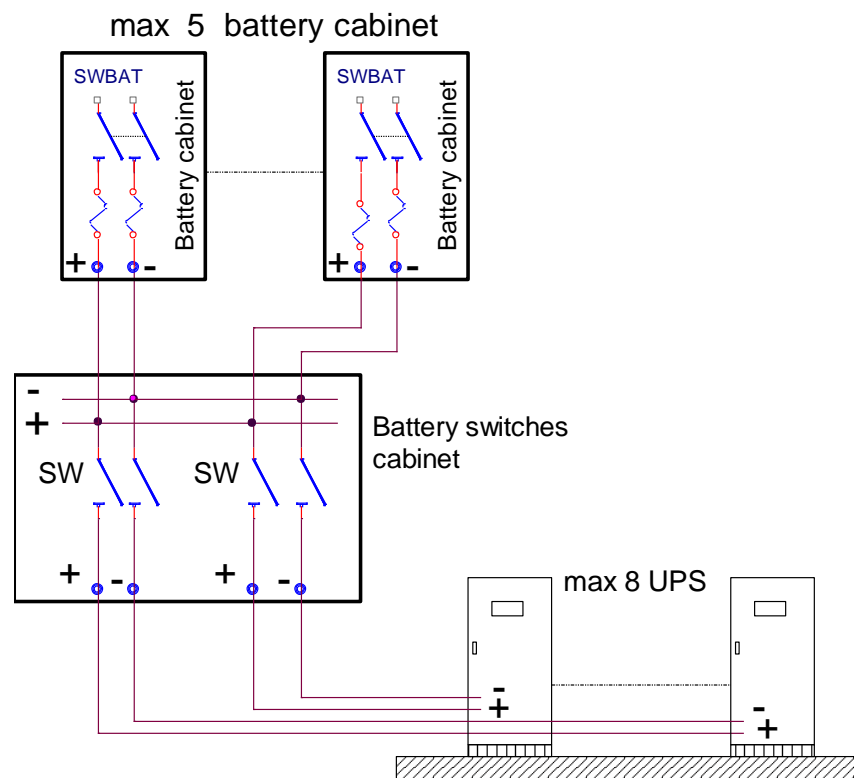 max 5 battery cabinet
SWBAT
Battery cabinet
+ -
SWBAT
Battery cabinet
+ -
-
+
Battery switches
cabinet
SW
SW
+ - + -
max 8 UPS
-
+
-
+